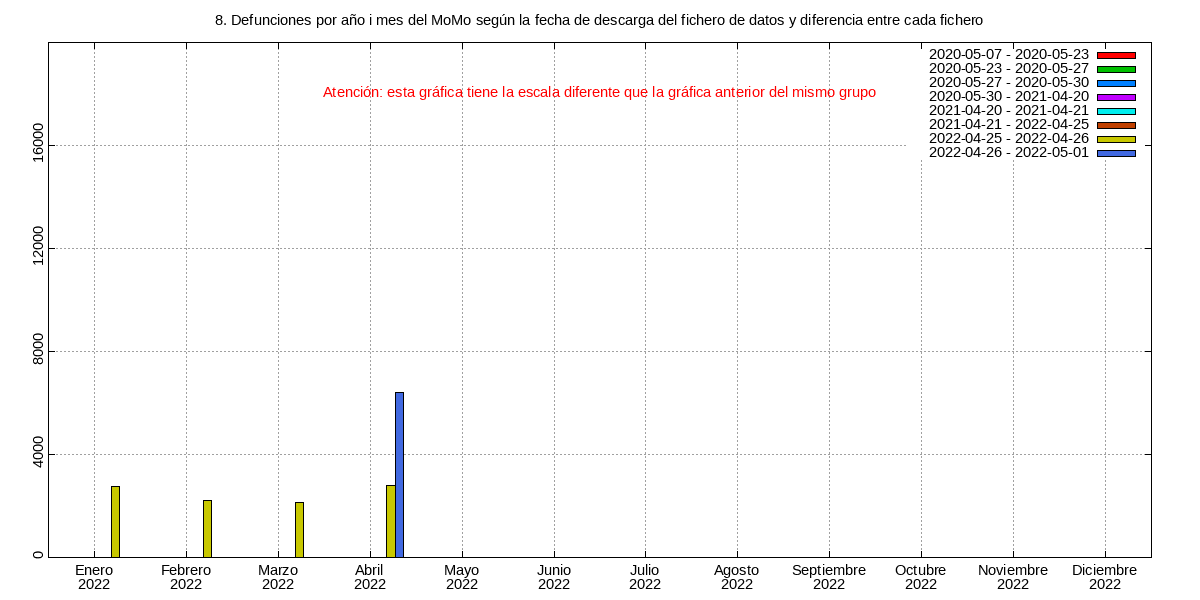 8. Defunciones por año i mes del MoMo según la fecha de descarga del fichero de datos y diferencia entre cada fichero
2020-05-07 - 2020-05-23
2020-05-23 - 2020-05-27
2020-05-27 - 2020-05-30
2020-05-30 - 2021-04-20
2021-04-20 - 2021-04-21
2021-04-21 - 2022-04-25
2022-04-25 - 2022-04-26
2022-04-26 - 2022-05-01
Atención: esta gráfica tiene la escala diferente que la gráfica anterior del mismo grupo
16000
12000
8000
4000
0
Enero 2022
Febrero 2022
Marzo 2022
Abril 2022
Mayo 2022
Junio 2022
Julio 2022
Agosto 2022
Septiembre 2022
Octubre 2022
Noviembre 2022
Diciembre 2022